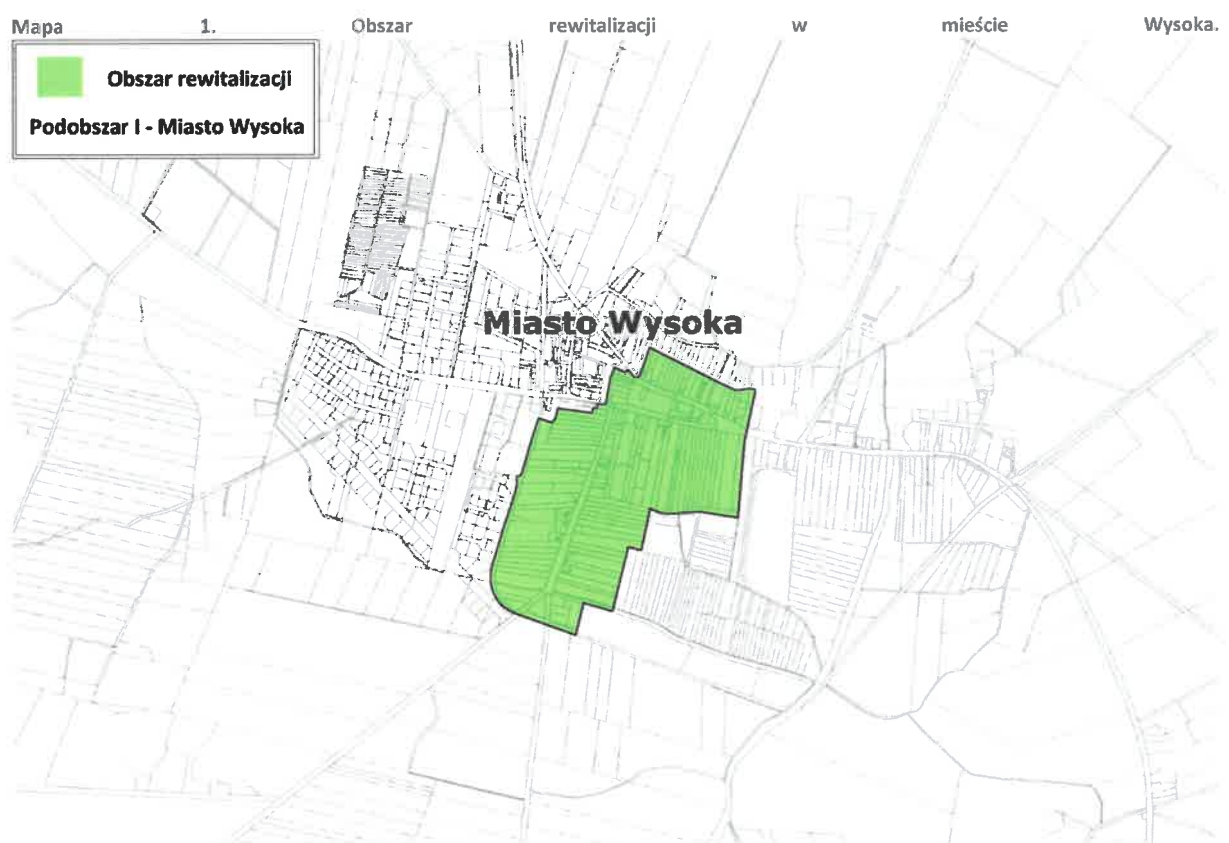 Mapa 1. Obszar rewitalizacji w mieście Wysoka.
Obszar rewitalizacji
Podobszar I - Miasto Wysoka
Miasto Wysoka